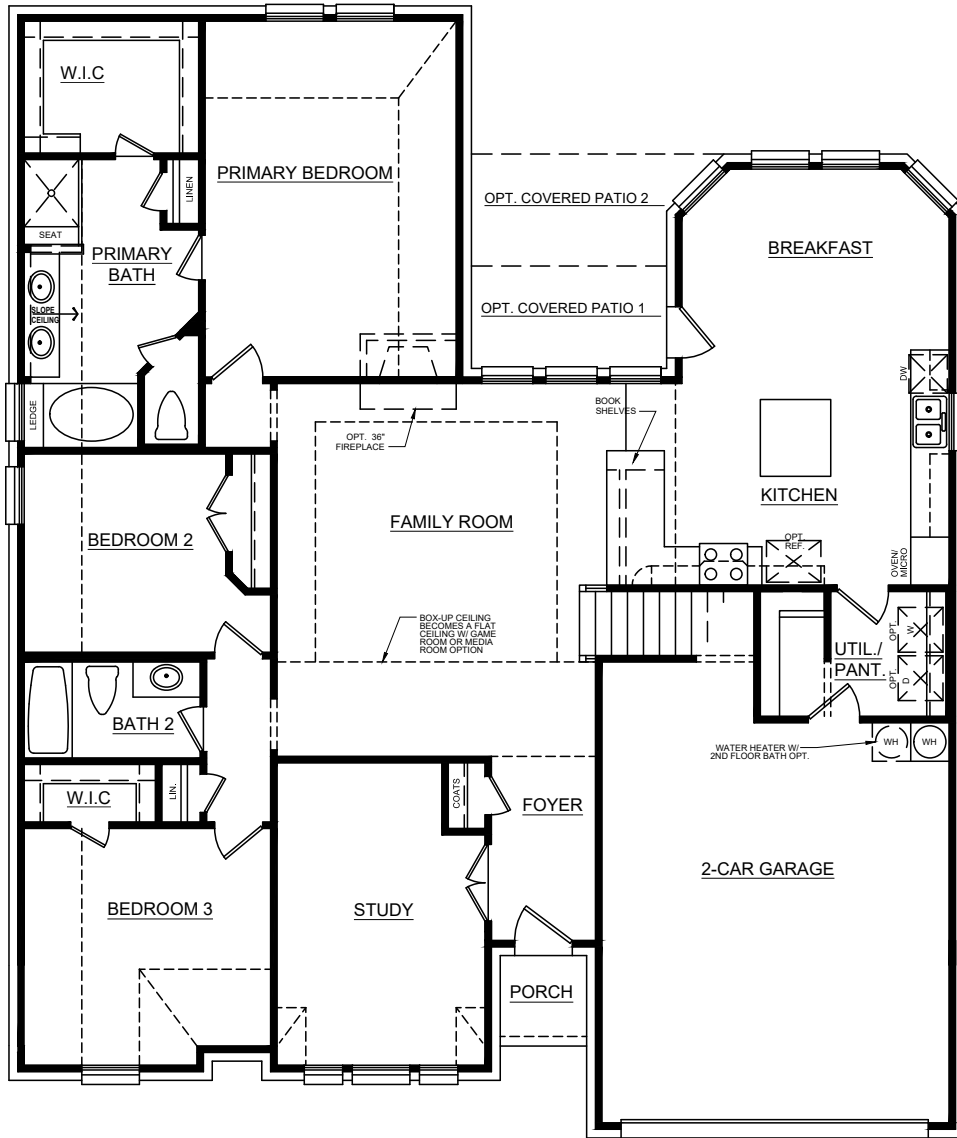 W.I.C
PRIMARY BEDROOM
LINEN
SEAT
PRIMARY
BATH
SLOPE
CEILING
LEDGE
OPT. COVERED PATIO 2
OPT. COVERED PATIO 1
BREAKFAST
DW
BOOK
SHELVES
OPT. 36"
FIREPLACE
KITCHEN
FAMILY ROOM
BEDROOM 2
OPT.
REF.
OVEN/
MICRO
BOX-UP CEILING
BECOMES A FLAT
CEILING W/ GAME
ROOM OR MEDIA
ROOM OPTION
OPT.
W
UTIL./
PANT.
OPT.
D
BATH 2
WATER HEATER W/
2ND FLOOR BATH OPT.
WH
WH
W.I.C
LIN.
COATS
FOYER
2-CAR GARAGE
BEDROOM 3
STUDY
PORCH